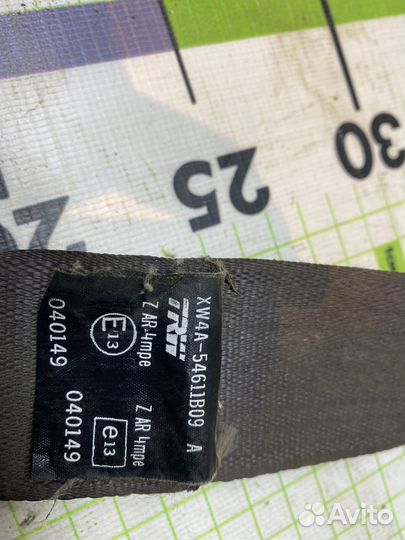 25
30
TRW
XW4A-54611B09 A
Z AR 4mpe
Z AR 4mpe
E13
e13
040149
040149
Avito